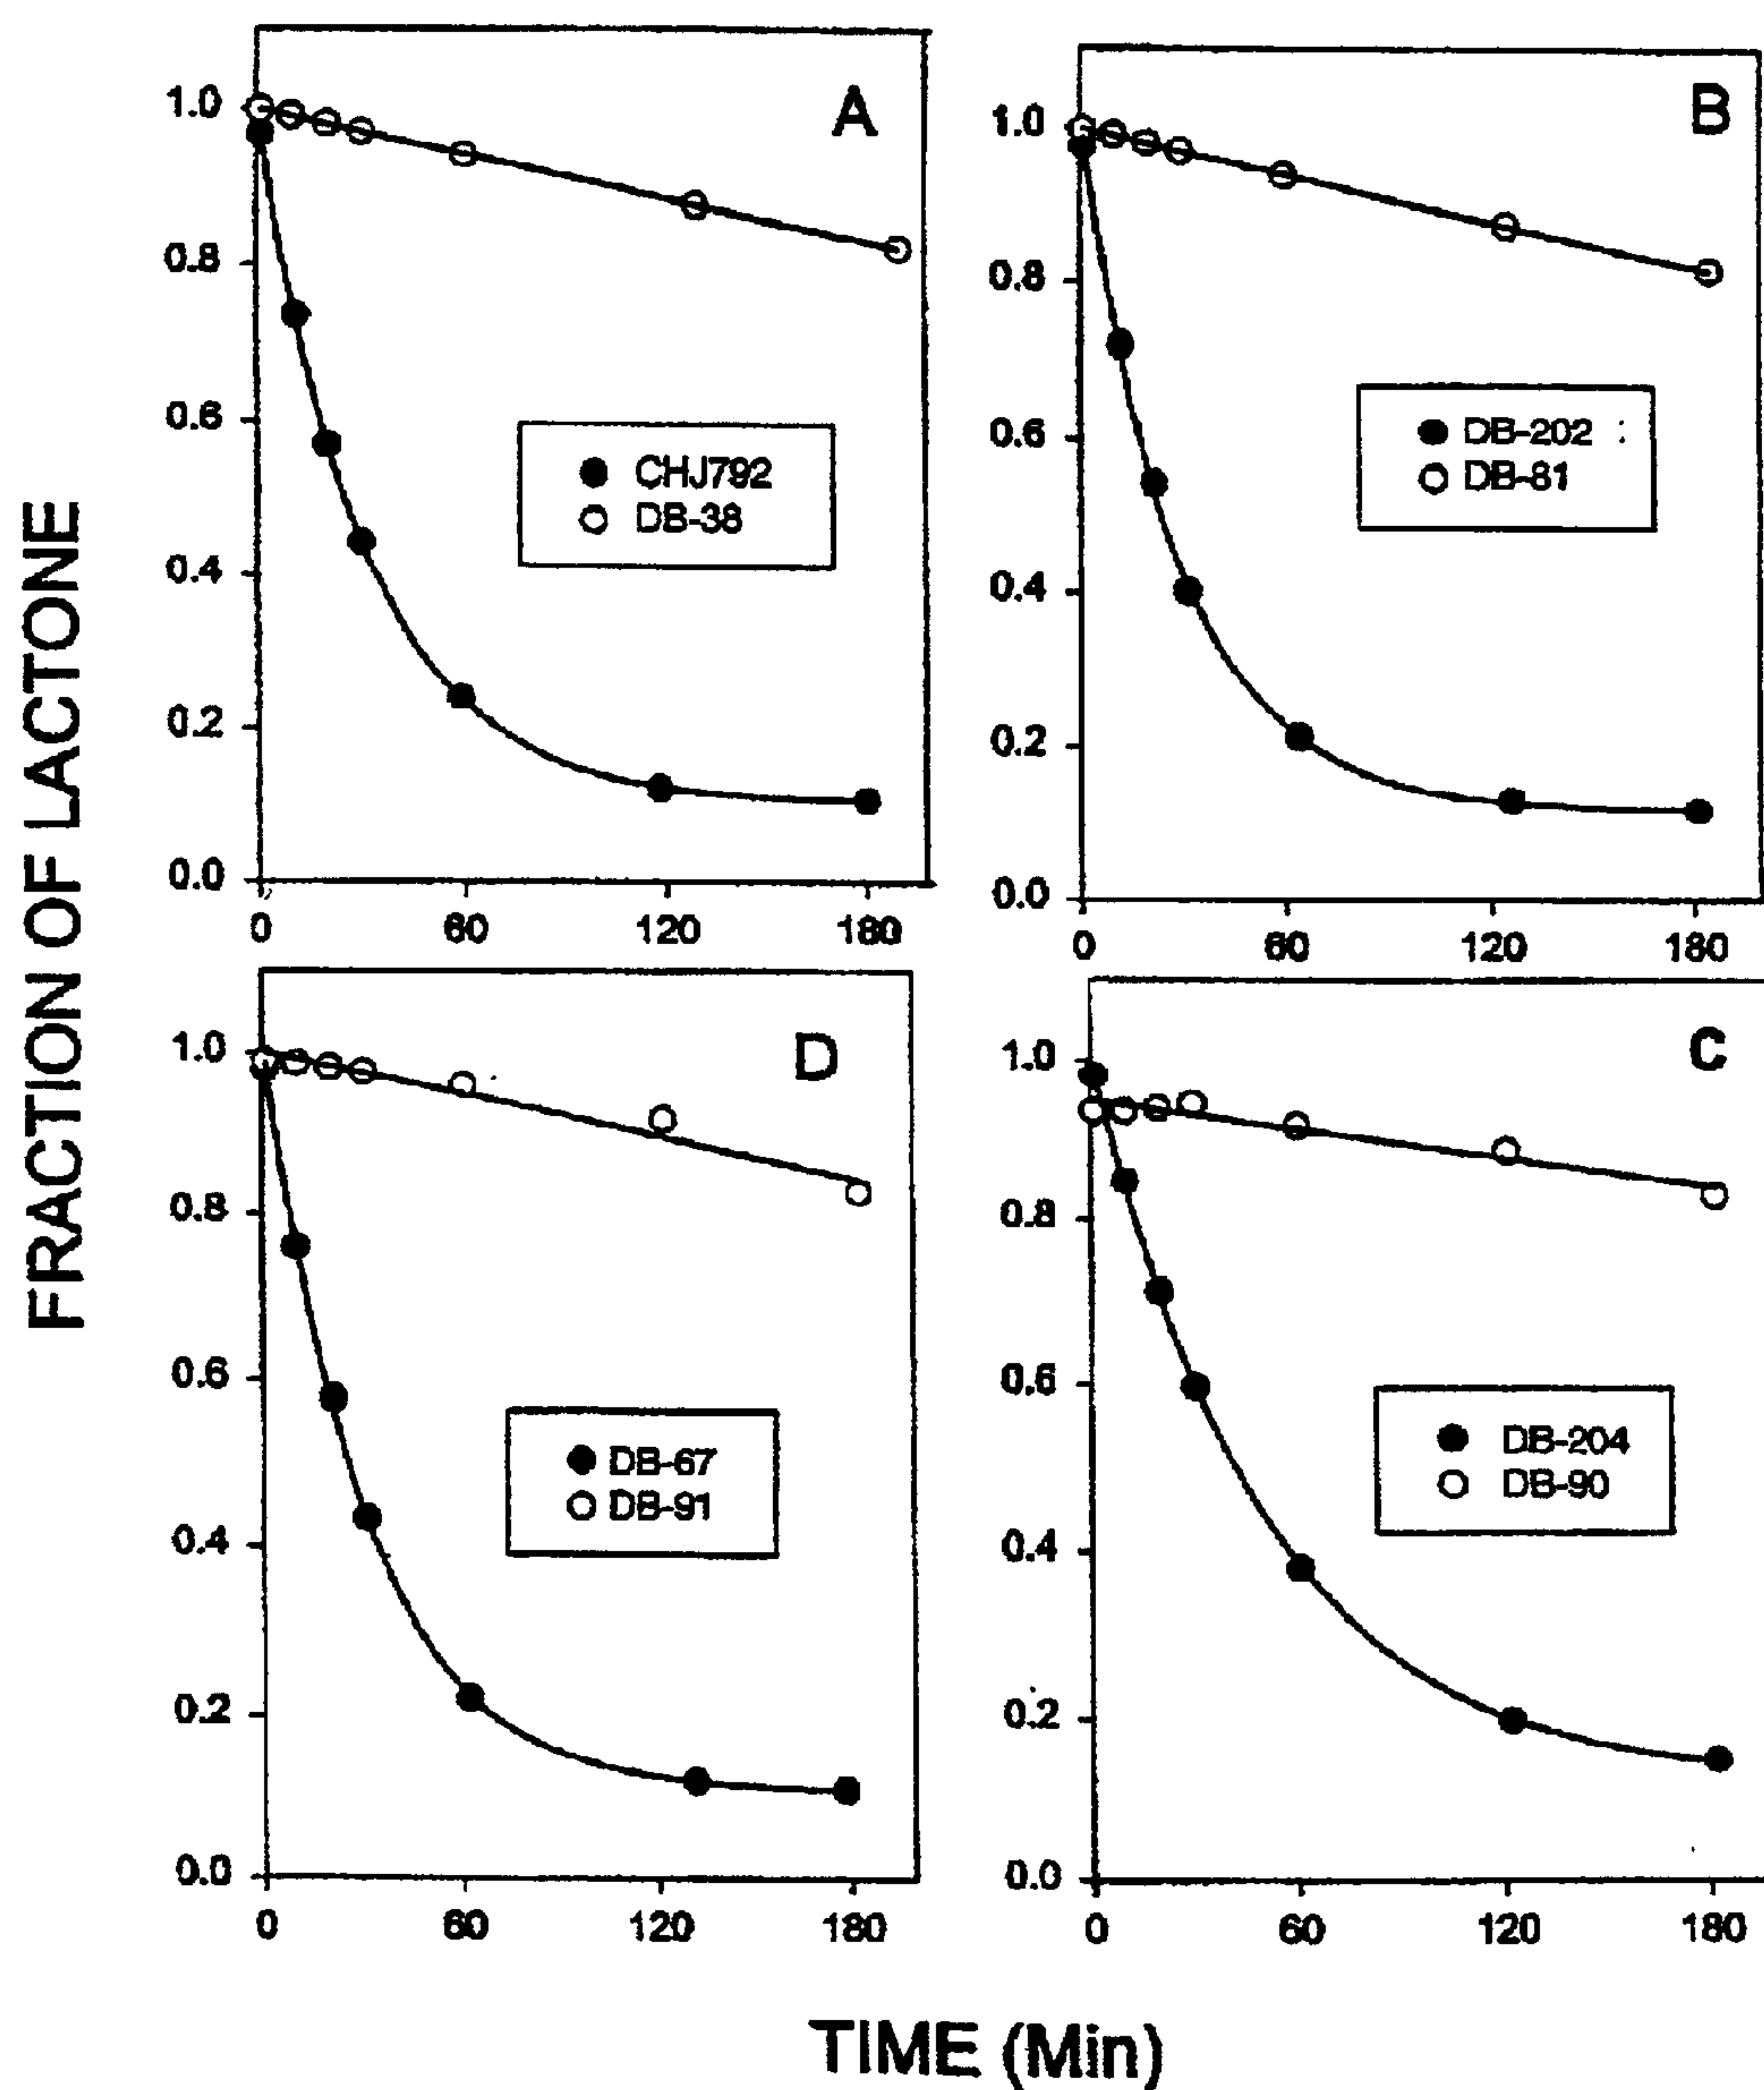 FRACTION OF LACTONE
A
1.0
0.8
0.6
0.4
0.2
0.0
0 60 120 180
CHJ792
DB-38
B
1.0
0.8
0.6
0.4
0.2
0.0
0 60 120 180
DB-202
DB-81
D
1.0
0.8
0.6
0.4
0.2
0.0
0 60 120 180
DB-67
DB-91
C
1.0
0.8
0.6
0.4
0.2
0.0
0 60 120 180
DB-204
DB-90
TIME (Min)